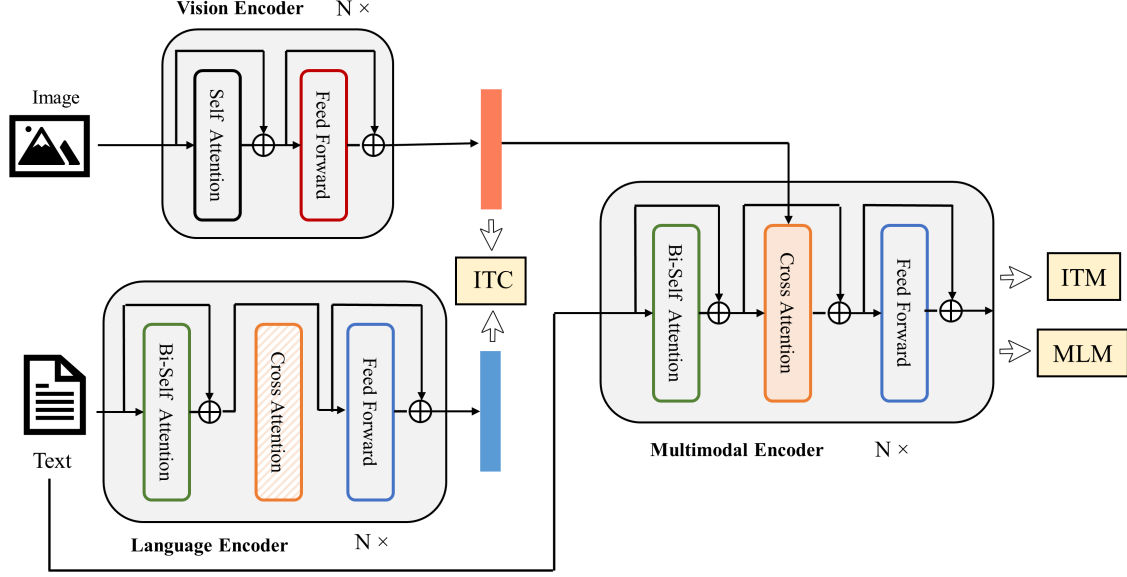 Vision Encoder N ×
Image
Self Attention
Feed Forward
ITC
Bi-Self Attention
Cross Attention
Feed Forward
Text
Language Encoder N ×
Bi-Self Attention
Cross Attention
Feed Forward
ITM
MLM
Multimodal Encoder N ×